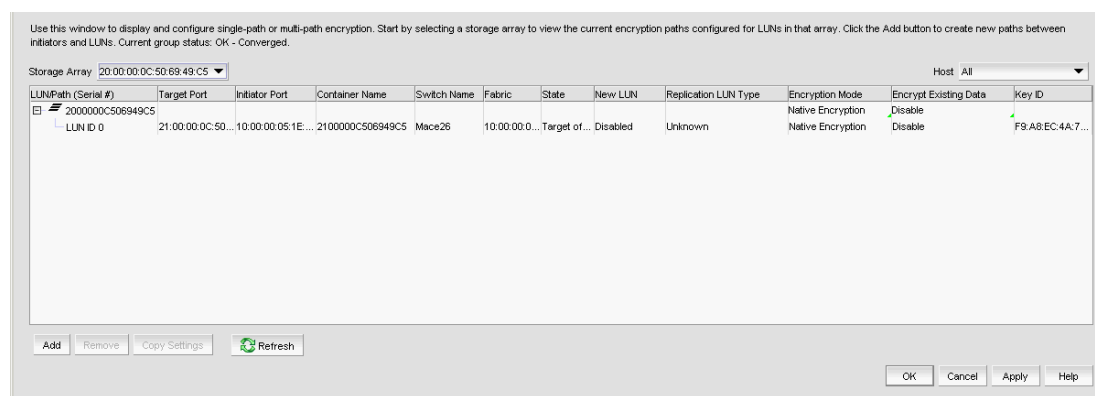 Use this window to display and configure single-path or multi-path encryption. Start by selecting a storage array to view the current encryption paths configured for LUNs in that array. Click the Add button to create new paths between
initiators and LUNs. Current group status: OK - Converged.
Storage Array 20:00:00:0C:50:69:49:C5 Host All
LUN/Path (Serial #) Target Port Initiator Port Container Name Switch Name Fabric State New LUN Replication LUN Type Encryption Mode Encrypt Existing Data Key ID
2000000C506949C5 Native Encryption Disable
LUN ID 0 21:00:00:0C:50... 10:00:00:05:1E:... 2100000C506949C5 Mace26 10:00:00:0... Target of... Disabled Unknown Native Encryption Disable F9:A8:EC:4A:7...
Add Remove Copy Settings Refresh
OK Cancel Apply Help